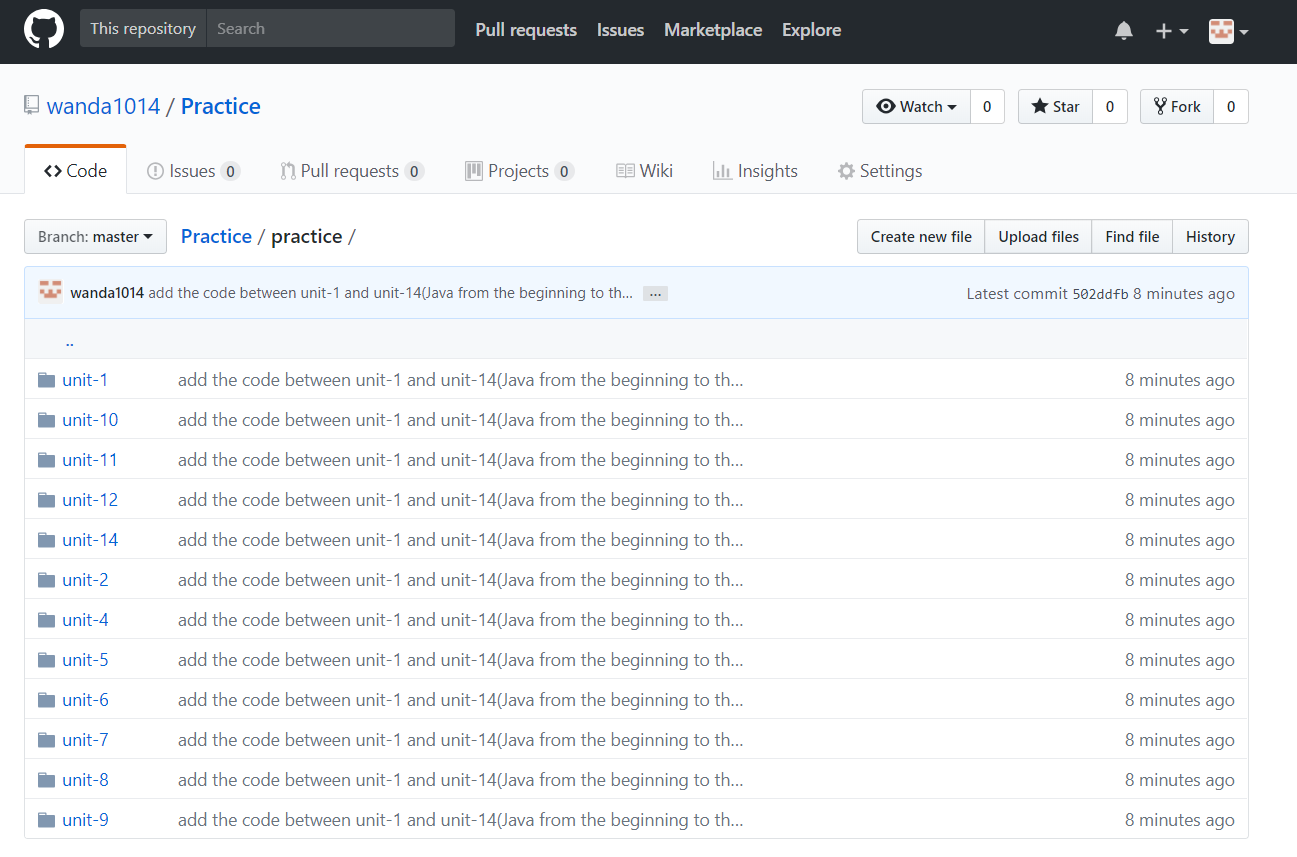 This repository Search Pull requests Issues Marketplace Explore
wanda1014 / Practice Watch 0 Star 0 Fork 0
Code Issues 0 Pull requests 0 Projects 0 Wiki Insights Settings
Branch: master Practice / practice / Create new file Upload files Find file History
wanda1014 add the code between unit-1 and unit-14(Java from the beginning to th... ... Latest commit 502ddfb 8 minutes ago
..
unit-1 add the code between unit-1 and unit-14(Java from the beginning to th... 8 minutes ago
unit-10 add the code between unit-1 and unit-14(Java from the beginning to th... 8 minutes ago
unit-11 add the code between unit-1 and unit-14(Java from the beginning to th... 8 minutes ago
unit-12 add the code between unit-1 and unit-14(Java from the beginning to th... 8 minutes ago
unit-14 add the code between unit-1 and unit-14(Java from the beginning to th... 8 minutes ago
unit-2 add the code between unit-1 and unit-14(Java from the beginning to th... 8 minutes ago
unit-4 add the code between unit-1 and unit-14(Java from the beginning to th... 8 minutes ago
unit-5 add the code between unit-1 and unit-14(Java from the beginning to th... 8 minutes ago
unit-6 add the code between unit-1 and unit-14(Java from the beginning to th... 8 minutes ago
unit-7 add the code between unit-1 and unit-14(Java from the beginning to th... 8 minutes ago
unit-8 add the code between unit-1 and unit-14(Java from the beginning to th... 8 minutes ago
unit-9 add the code between unit-1 and unit-14(Java from the beginning to th... 8 minutes ago